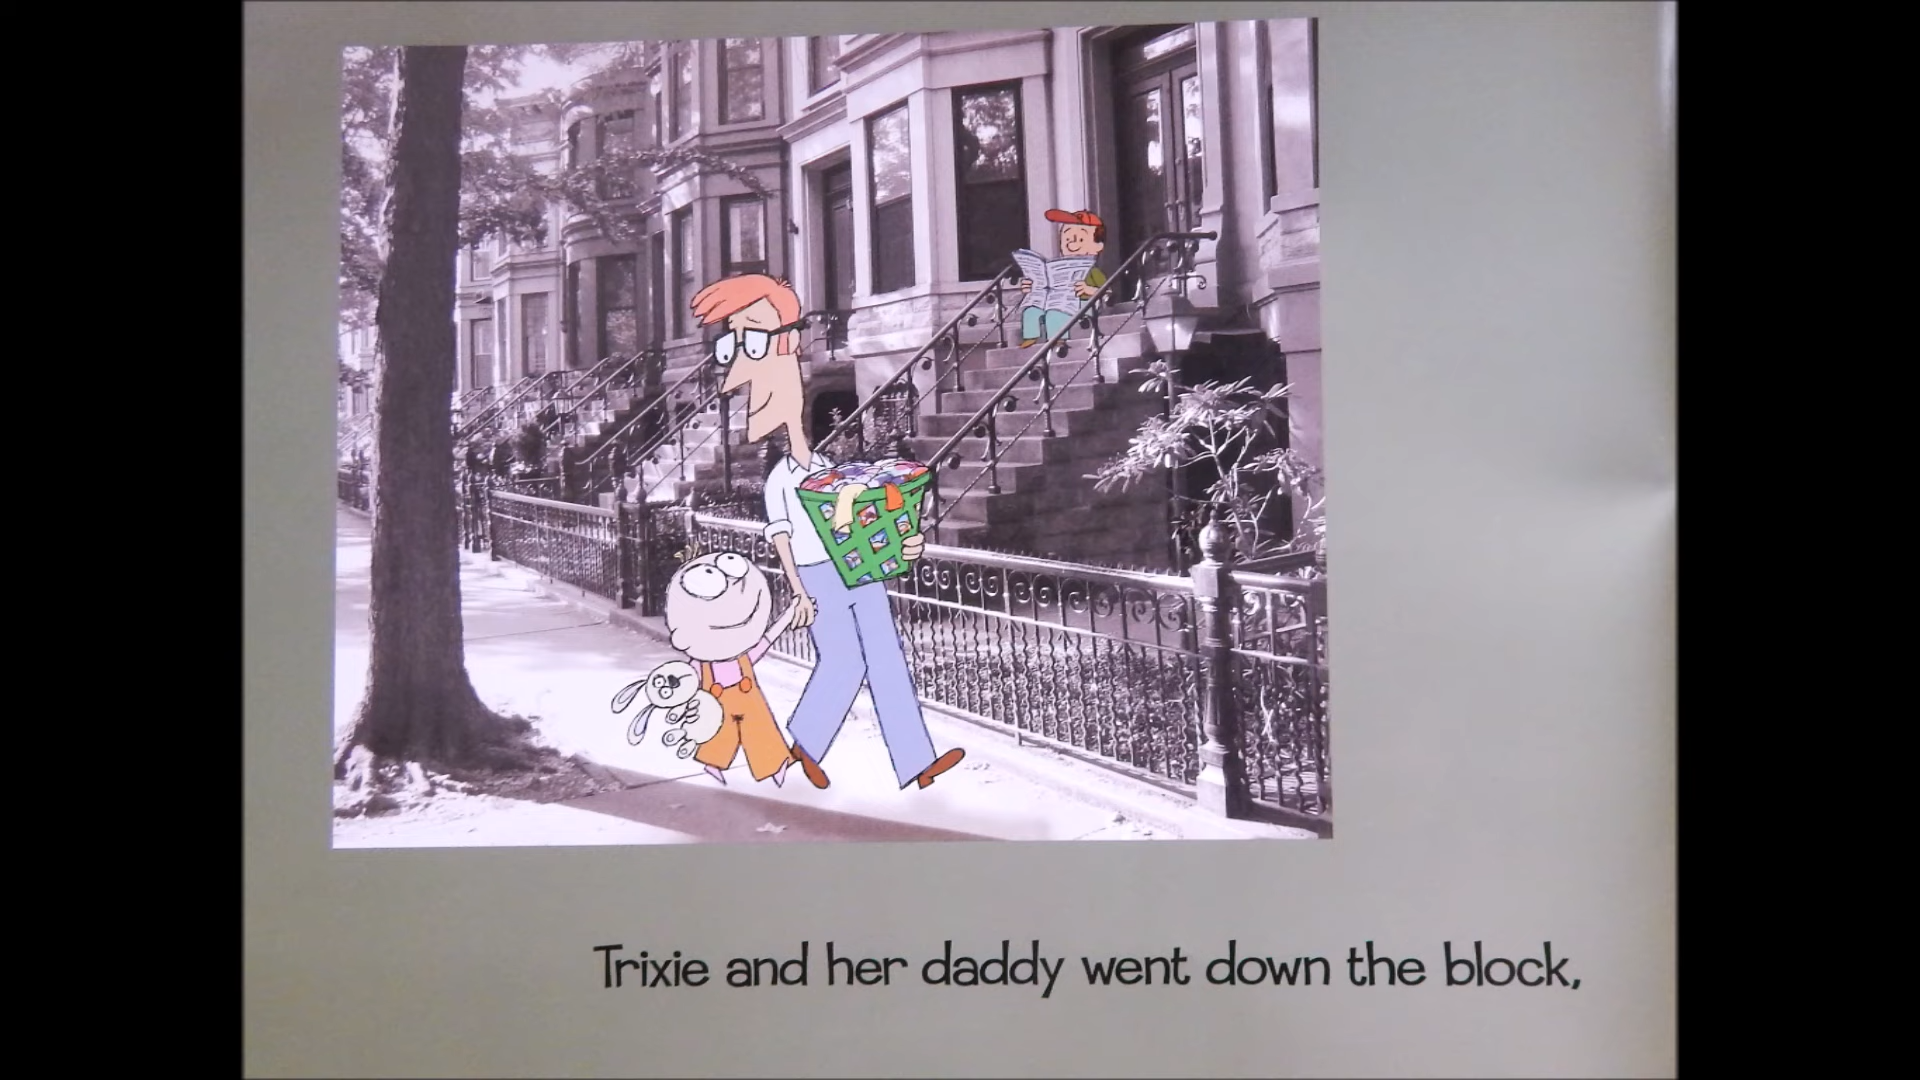 Trixie and her daddy went down the block,